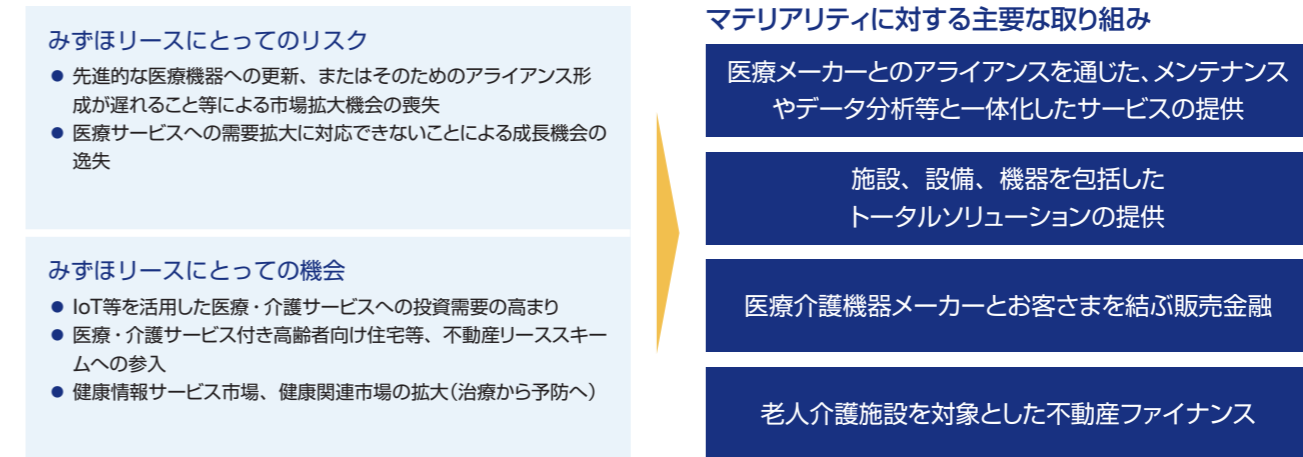 みずほリースにとってのリスク
● 先進的な医療機器への更新、またはそのためのアライアンス形
成が遅れること等による市場拡大機会の喪失
● 医療サービスへの需要拡大に対応できないことによる成長機会の
逸失
みずほリースにとっての機会
● IoT等を活用した医療・介護サービスへの投資需要の高まり
● 医療・介護サービス付き高齢者向け住宅等、不動産リーススキー
ムへの参入
● 健康情報サービス市場、健康関連市場の拡大（治療から予防へ）
マテリアリティに対する主要な取り組み
医療メーカーとのアライアンスを通じた、メンテナンス
やデータ分析等と一体化したサービスの提供
施設、設備、機器を包括した
トータルソリューションの提供
医療介護機器メーカーとお客さまを結ぶ販売金融
老人介護施設を対象とした不動産ファイナンス